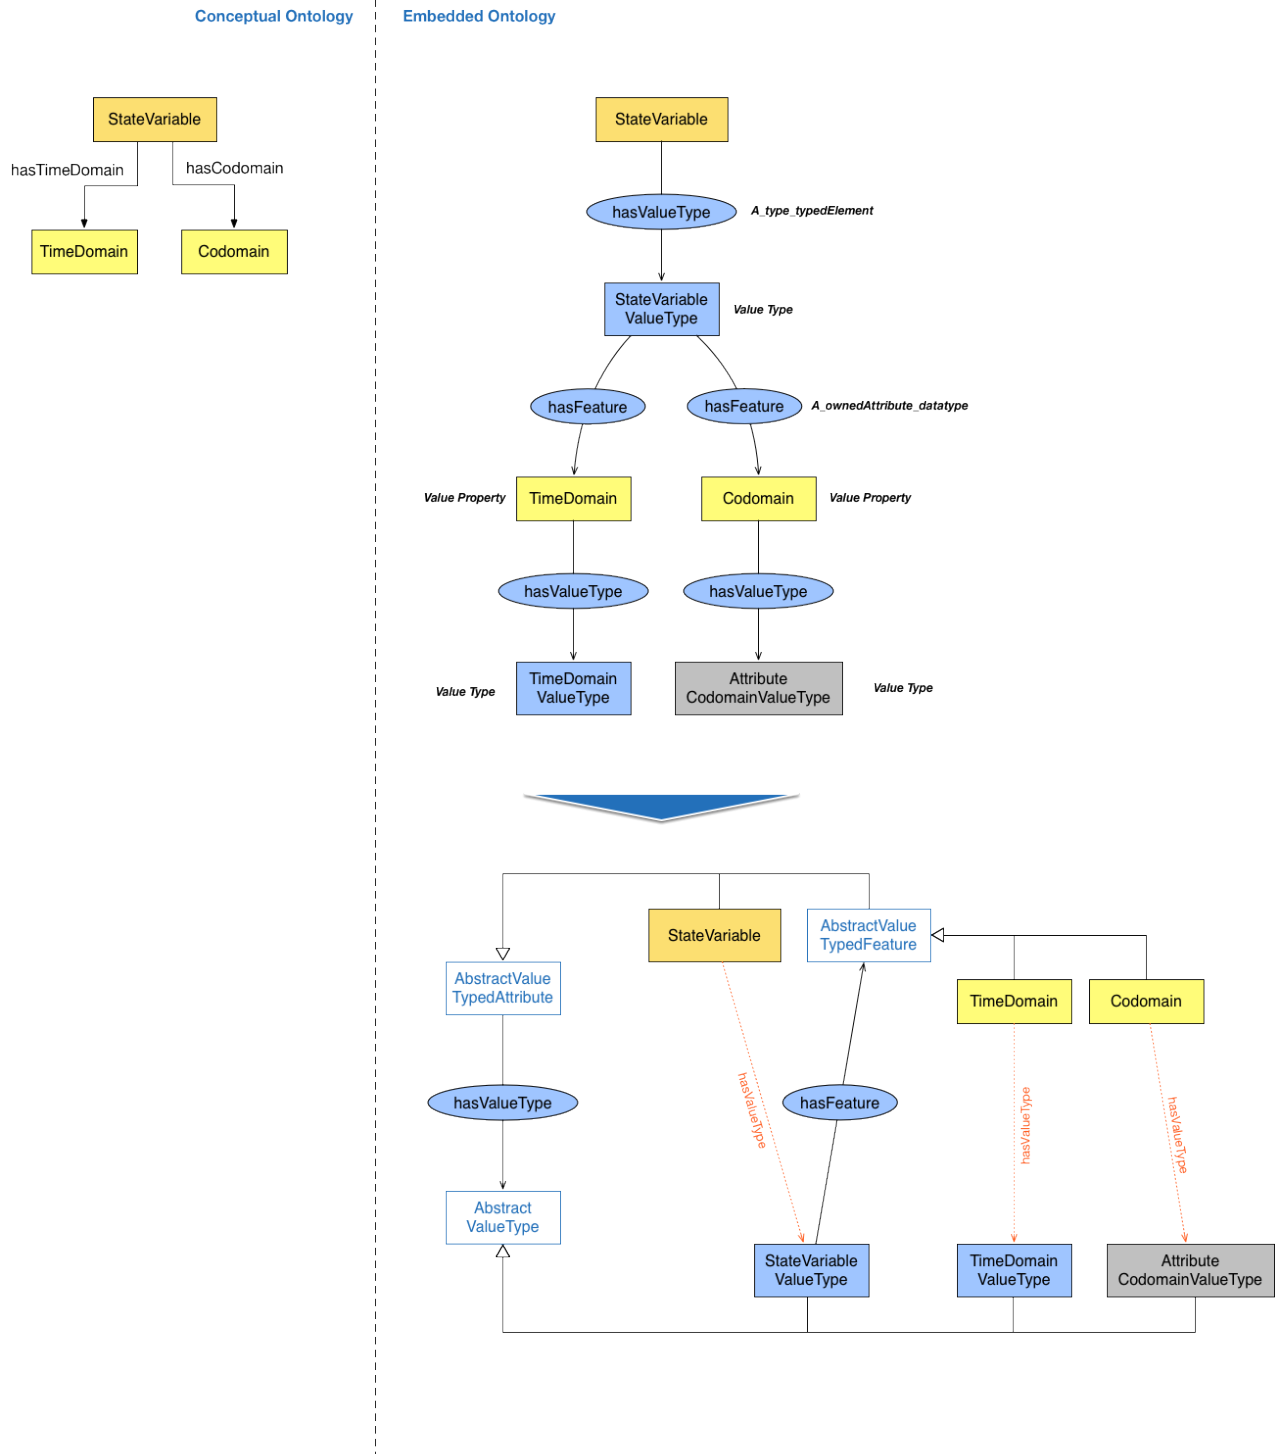 Conceptual Ontology
Embedded Ontology
StateVariable
hasTimeDomain
hasCodomain
TimeDomain
Codomain
StateVariable
hasValueType
A_type_typedElement
StateVariable
ValueType
Value Type
hasFeature
hasFeature
A_ownedAttribute_datatype
Value Property
TimeDomain
Codomain
Value Property
hasValueType
hasValueType
Value Type
TimeDomain
ValueType
Attribute
CodomainValueType
Value Type
StateVariable
AbstractValue
TypedFeature
AbstractValue
TypedAttribute
TimeDomain
Codomain
hasValueType
hasValueType
hasFeature
hasValueType
hasValueType
Abstract
ValueType
StateVariable
ValueType
TimeDomain
ValueType
Attribute
CodomainValueType